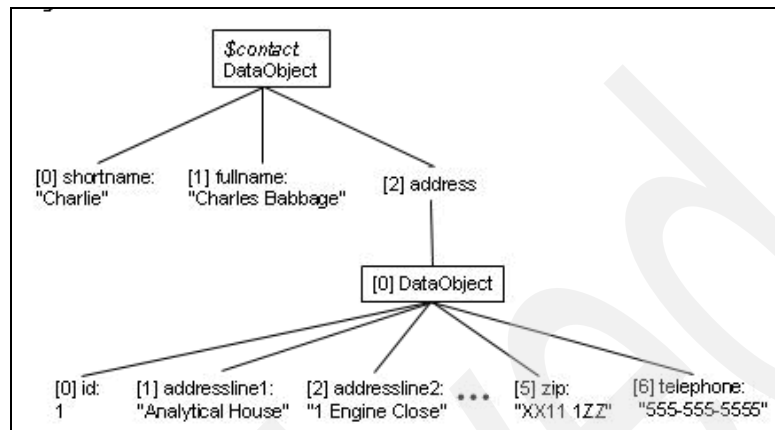 $contact
DataObject
[0] shortname:
"Charlie"
[1] fullname:
"Charles Babbage"
[2] address
[0] DataObject
[0] id:
1
[1] addressline1:
"Analytical House"
[2] addressline2:
"1 Engine Close"
•••
[5] zip:
"XX11 1ZZ"
[6] telephone:
"555-555-5555"